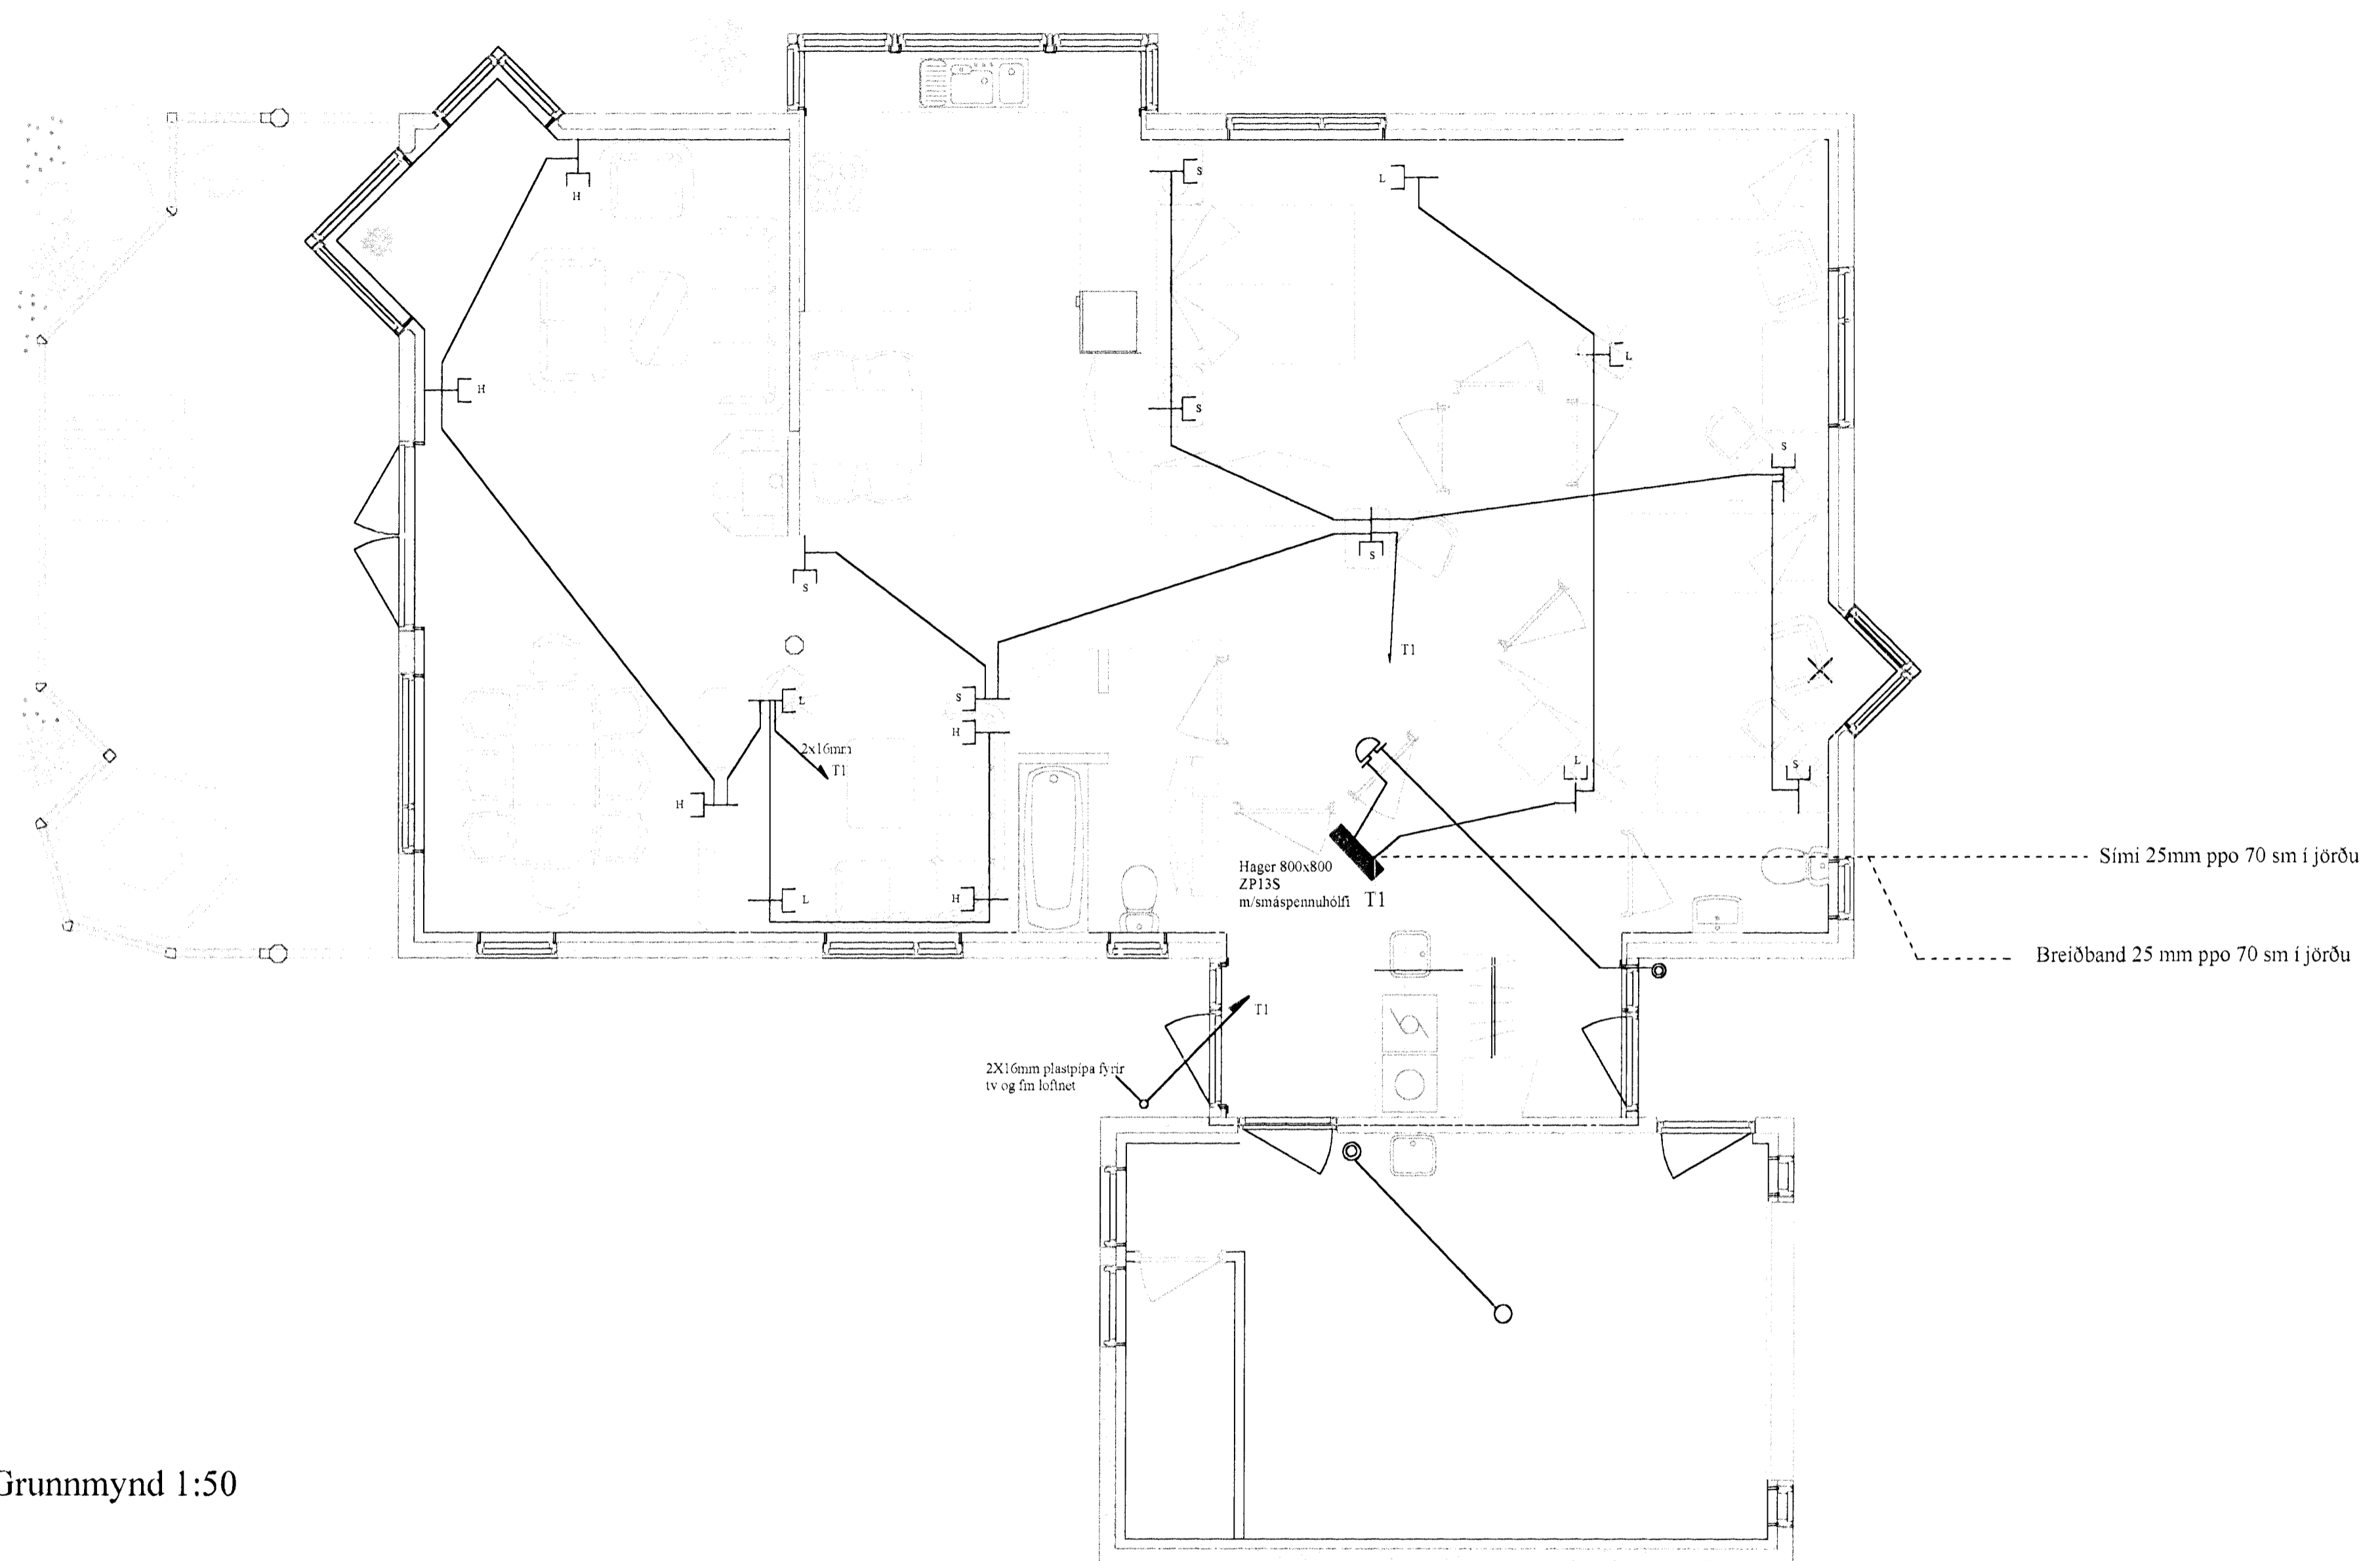 H
S
L
H
L
S
S
S
S
T1
L
S
H
2x16mm
T1
H
L
S
L
H
Hager 800x800
ZP13S
m/smáspennuhólfi T1
Sími 25mm ppo 70 sm í jörðu
Breiðband 25 mm ppo 70 sm í jörðu
T1
2X16mm plastpípa fyrir
tv og fm loftnet
Grunnmynd 1:50